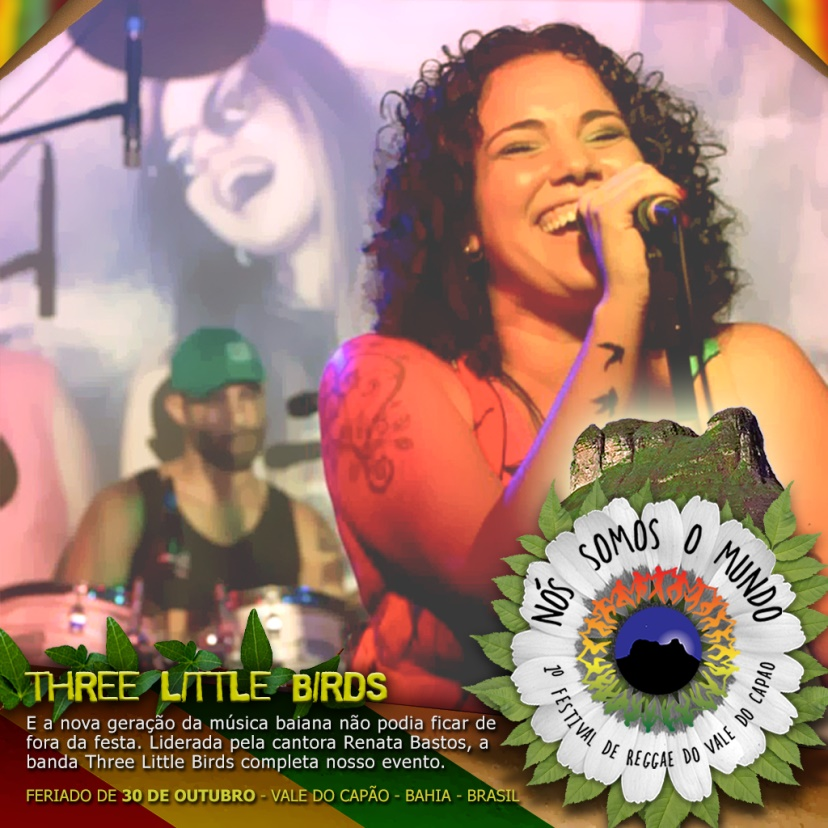 NÓS SOMOS O MUNDO
1º FESTIVAL DE REGGAE DO VALE DO CAPÃO
THREE LITTLE BIRDS
E a nova geração da música baiana não podia ficar de
fora da festa. Liderada pela cantora Renata Bastos, a
banda Three Little Birds completa nosso evento.
FERIADO DE 30 DE OUTUBRO - VALE DO CAPÃO - BAHIA - BRASIL